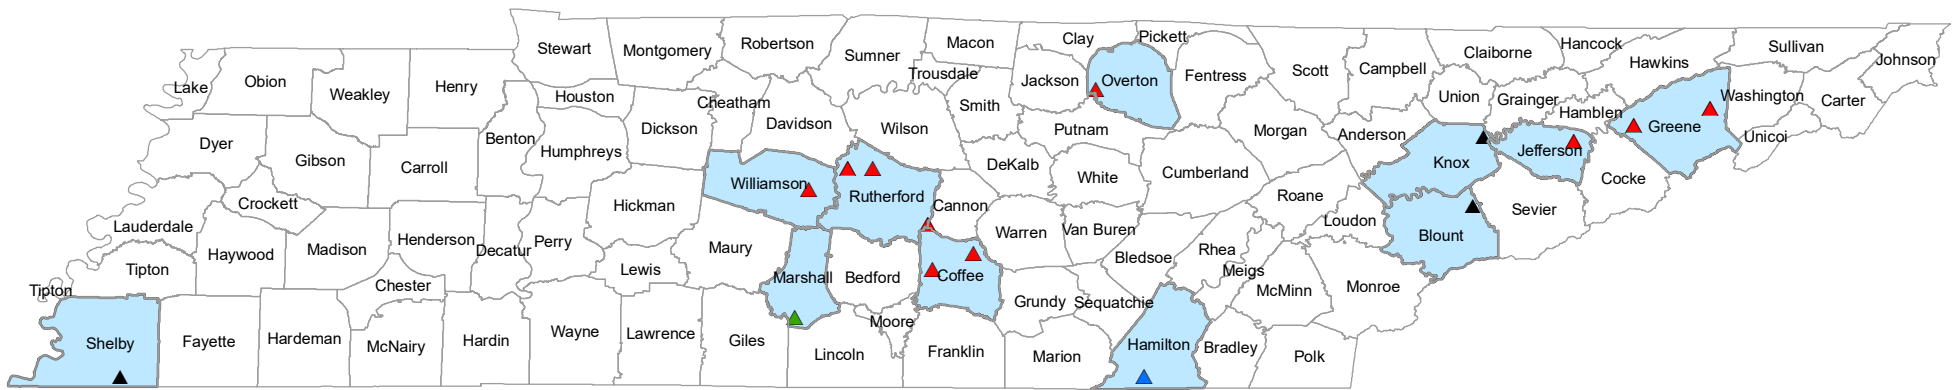 Stewart
Montgomery
Robertson
Sumner
Macon
Clay
Pickett
Claiborne
Hancock
Sullivan
Johnson
Lake
Obion
Weakley
Henry
Houston
Cheatham
Trousdale
Jackson
Overton
Fentress
Scott
Campbell
Hawkins
Union
Grainger
Hamblen
Washington
Carter
Dyer
Gibson
Carroll
Benton
Humphreys
Dickson
Davidson
Wilson
Smith
Putnam
Morgan
Anderson
Greene
Unicoi
Crockett
Williamson
Rutherford
DeKalb
White
Cumberland
Knox
Jefferson
Cocke
Lauderdale
Haywood
Madison
Henderson
Decatur
Perry
Hickman
Maury
Cannon
Warren
Van Buren
Roane
Loudon
Sevier
Blount
Tipton
Tipton
Chester
Lewis
Marshall
Bedford
Coffee
Grundy
Sequatchie
Bledsoe
Rhea
Meigs
McMinn
Monroe
Shelby
Fayette
Hardeman
McNairy
Hardin
Wayne
Lawrence
Giles
Lincoln
Moore
Franklin
Marion
Hamilton
Bradley
Polk